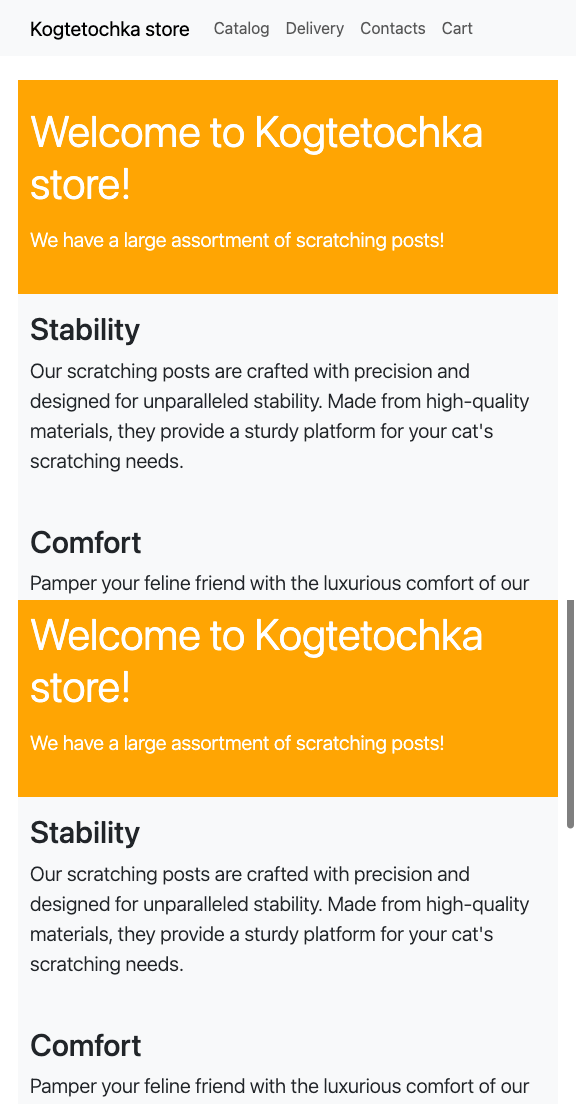 Kogtetochka store Catalog Delivery Contacts Cart
Welcome to Kogtetochka
store!
We have a large assortment of scratching posts!
Stability
Our scratching posts are crafted with precision and
designed for unparalleled stability. Made from high-quality
materials, they provide a sturdy platform for your cat's
scratching needs.
Comfort
Pamper your feline friend with the luxurious comfort of our
Welcome to Kogtetochka
store!
We have a large assortment of scratching posts!
Stability
Our scratching posts are crafted with precision and
designed for unparalleled stability. Made from high-quality
materials, they provide a sturdy platform for your cat's
scratching needs.
Comfort
Pamper your feline friend with the luxurious comfort of our